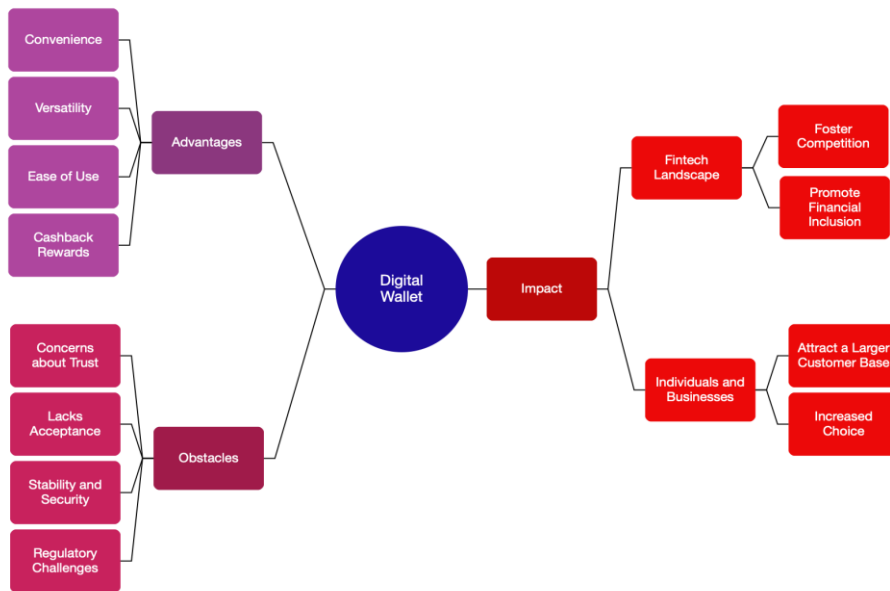 Convenience
Versatility
Ease of Use
Cashback
Rewards
Advantages
Concerns
about Trust
Lacks
Acceptance
Stability and
Security
Regulatory
Challenges
Obstacles
Digital
Wallet
Impact
Fintech
Landscape
Foster
Competition
Promote
Financial
Inclusion
Individuals and
Businesses
Attract a Larger
Customer Base
Increased
Choice